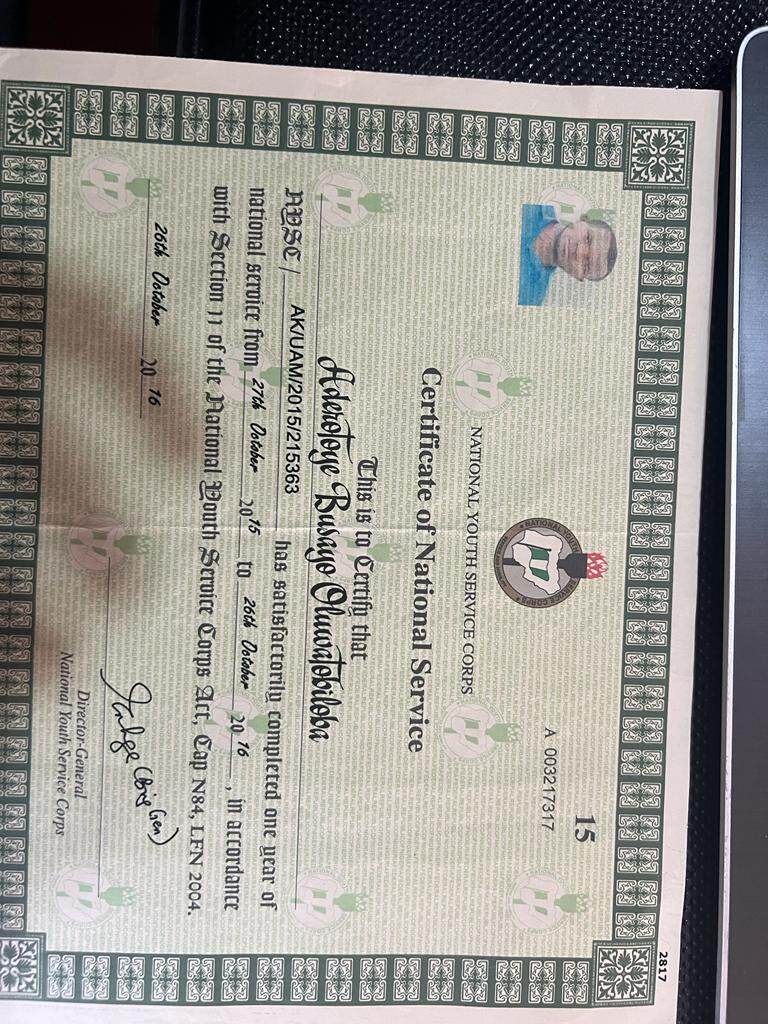 2817
15
A 003217317
NATIONAL YOUTH SERVICE CORPS
NATIONAL YOUTH SERVICE CORPS
Certificate of National Service
This is to Certify that
Aderotoye Busayo Oluwatobiloba
NYSC / AK/UAM/2015/215363 has satisfactorily completed one year of
national service from 27th October 2015 to 26th October 2016, in accordance
with Section 11 of the National Youth Service Corps Act, Cap N84, LFN 2004.
26th October 2016
(Brig Gen)
Director-General
National Youth Service Corps